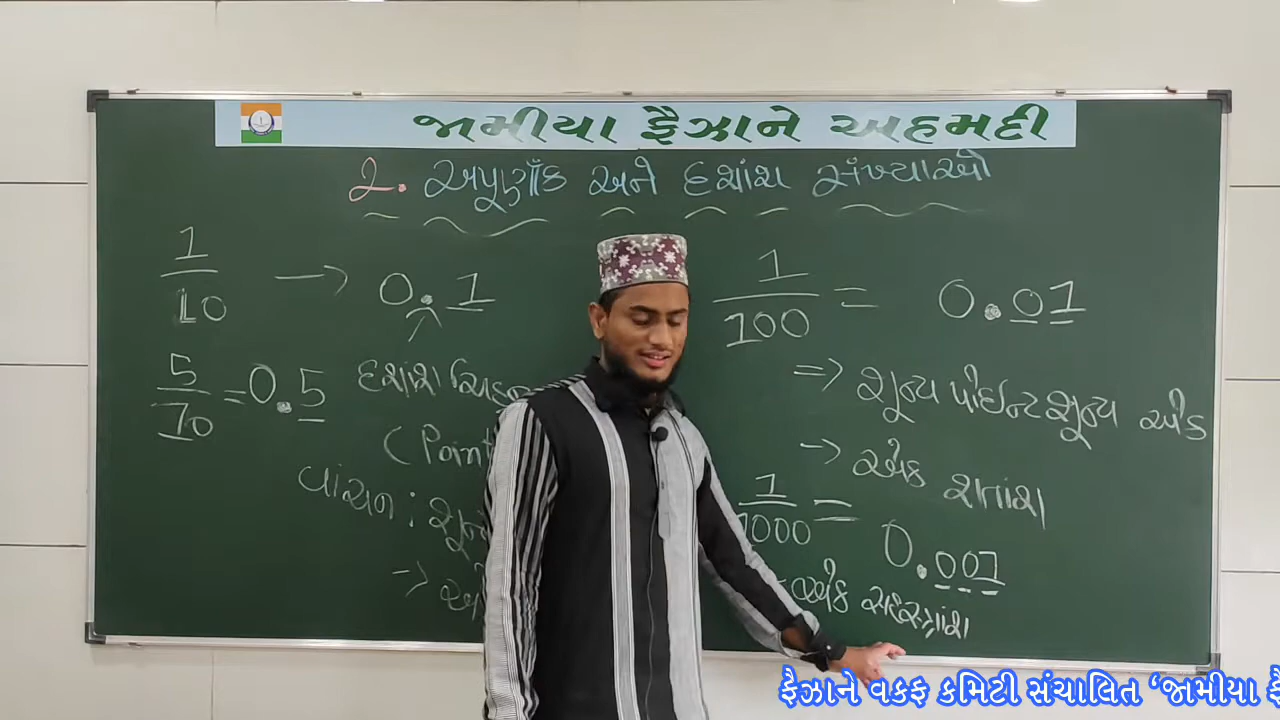 જામીયા ફૈઝાને અહમદી
2. અપૂર્ણાંક અને દશાંશ સંખ્યાઓ
1/10 → 0.1
5/10 = 0.5
દશાંશ ચિહ્ન
(Point
વાંચન : શૂન્
→
1/100 = 0.01
=> શૂન્ય પોઈન્ટ શૂન્ય એક
→ એક શતાંશ
1/1000 = 0.001
એક સહસ્ત્રાંશ
ફૈઝાને વકફ કમિટી સંચાલિત ‘જામીયા ફૈ